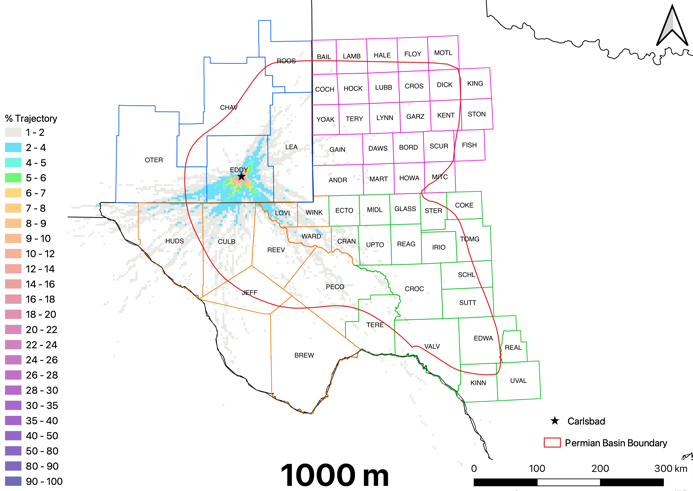 ROOS
BAIL LAMB HALE FLOY MOTL
COCH HOCK LUBB CROS DICK KING
CHAV
% Trajectory
1 - 2
2 - 4
4 - 5
5 - 6
6 - 7
7 - 8
8 - 9
9 - 10
10 - 12
12 - 14
14 - 16
16 - 18
18 - 20
20 - 22
22 - 24
24 - 26
26 - 28
28 - 30
30 - 35
35 - 40
40 - 50
50 - 80
80 - 90
90 - 100
YOAK TERY LYNN GARZ KENT STON
OTER
EDDY
LEA
GAIN DAWS BORD SCUR FISH
ANDR MART HOWA MITC
LOVI WINK ECTO MIDL GLASS STER COKE
HUDS CULB REEV WARD CRAN UPTO REAG IRIO TOMG
JEFF PECO CROC SCHL
SUTT
TERE
BREW VALV EDWA REAL
KINN UVAL
Carlsbad
Permian Basin Boundary
1000 m
0 100 200 300 km